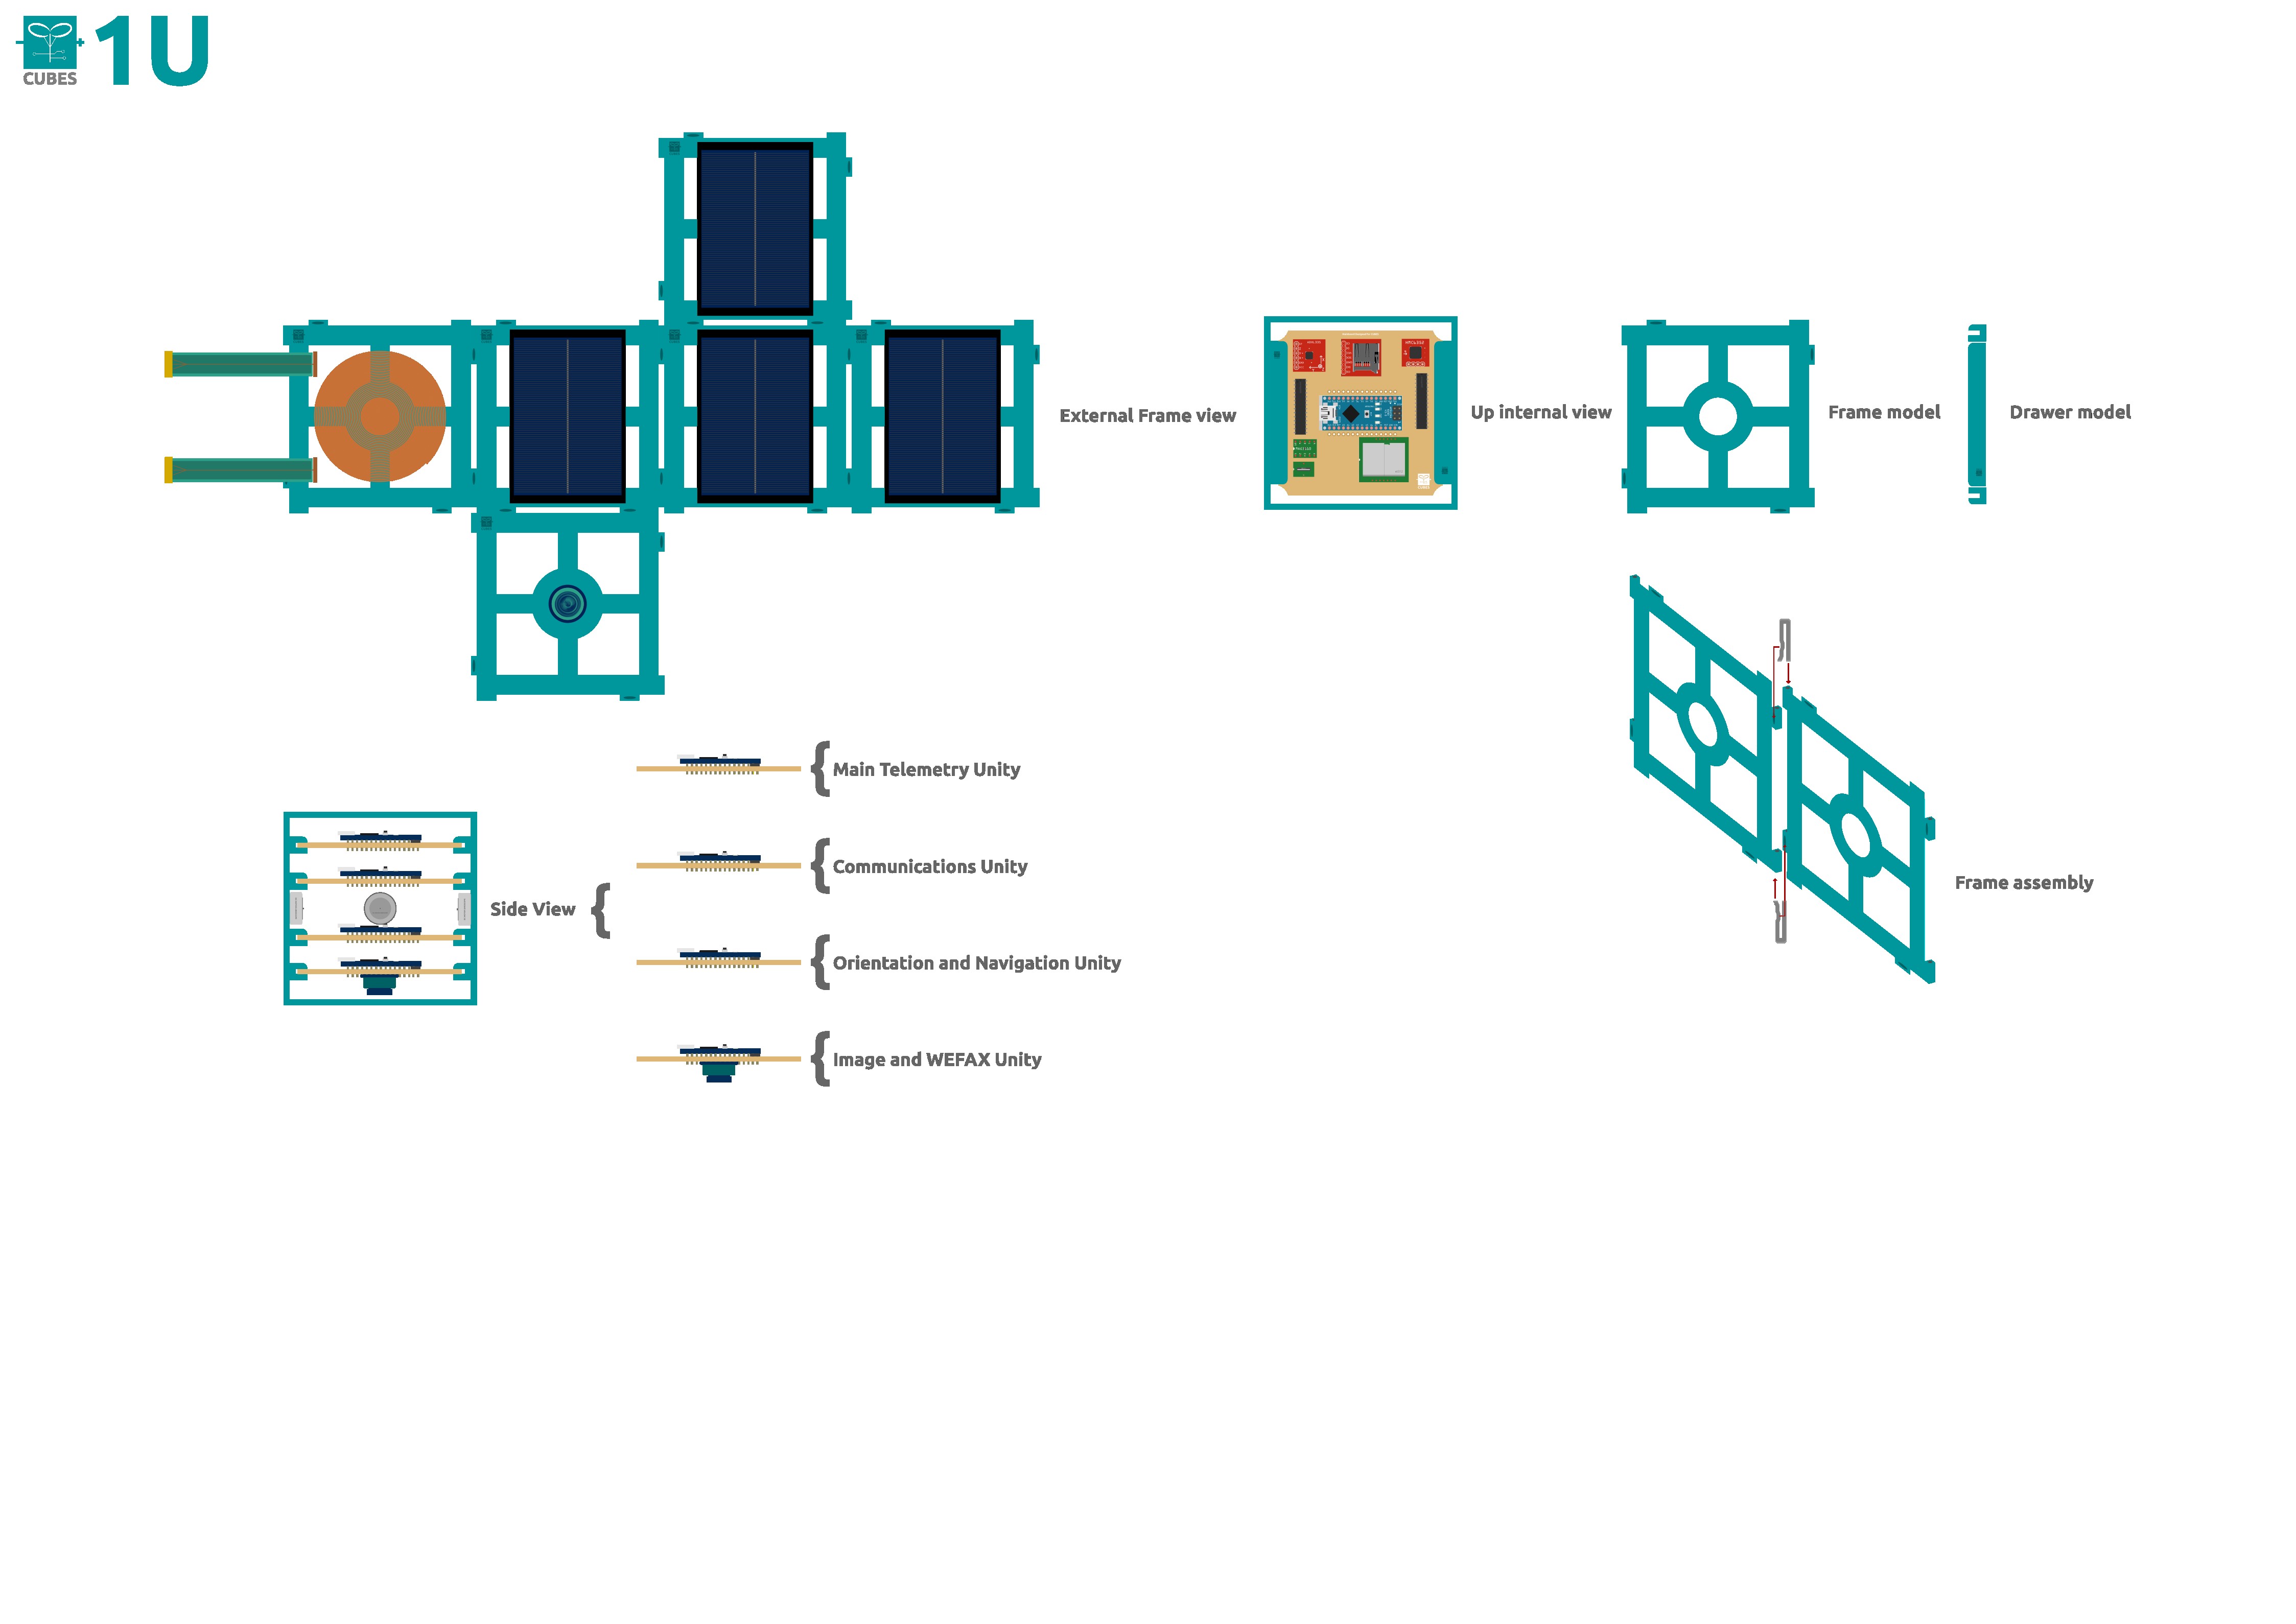 1U
CUBES
External Frame view
Up internal view
Frame model
Drawer model
Main Telemetry Unity
Communications Unity
Side View
Orientation and Navigation Unity
Image and WEFAX Unity
Frame assembly